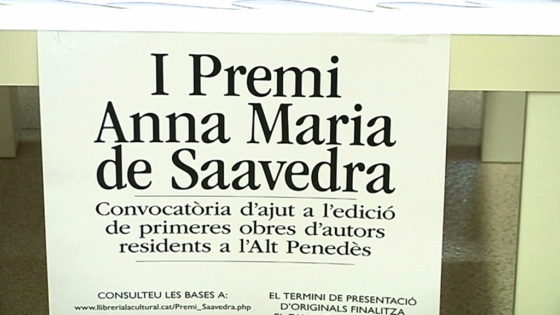 I Premi
Anna Maria
de Saavedra
Convocatòria d'ajut a l'edició
de primeres obres d'autors
residents a l'Alt Penedès
CONSULTEU LES BASES A:
www.llibrerialacultural.cat/Premi_Saavedra.php
EL TERMINI DE PRESENTACIÓ
D'ORIGINALS FINALITZA